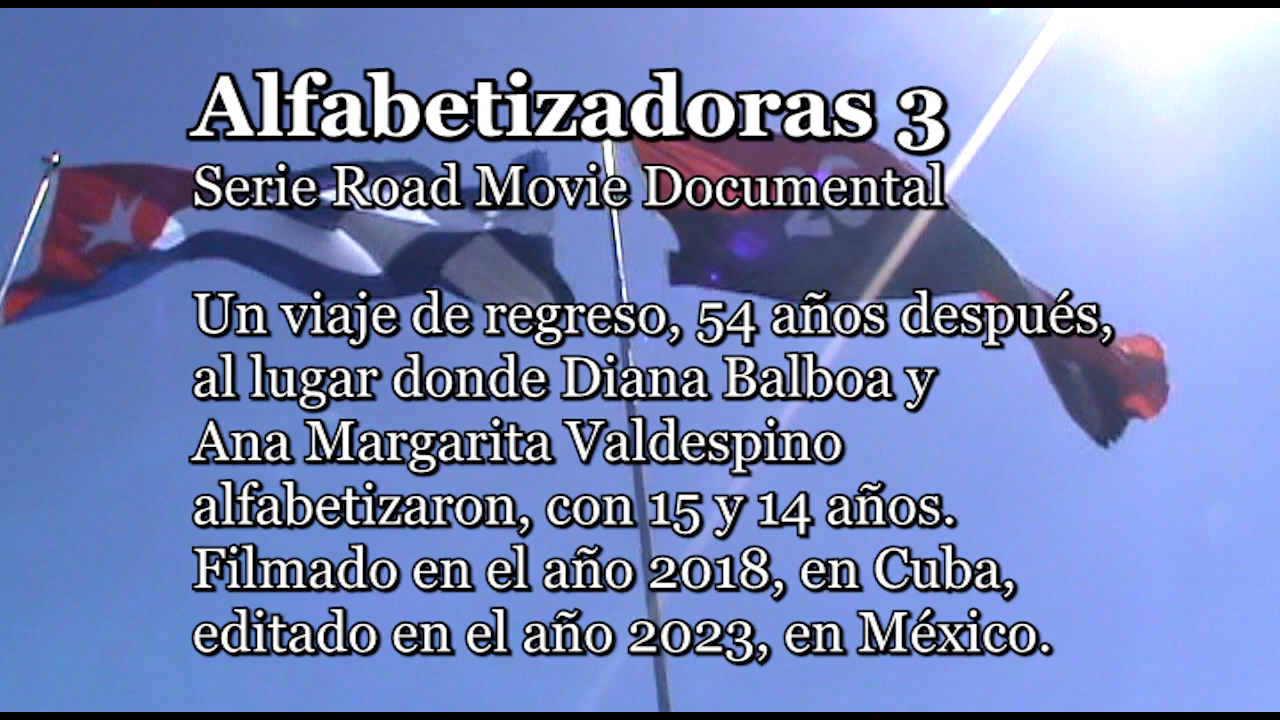 Alfabetizadoras 3
Serie Road Movie Documental
Un viaje de regreso, 54 años después,
al lugar donde Diana Balboa y
Ana Margarita Valdespino
alfabetizaron, con 15 y 14 años.
Filmado en el año 2018, en Cuba,
editado en el año 2023, en México.
26